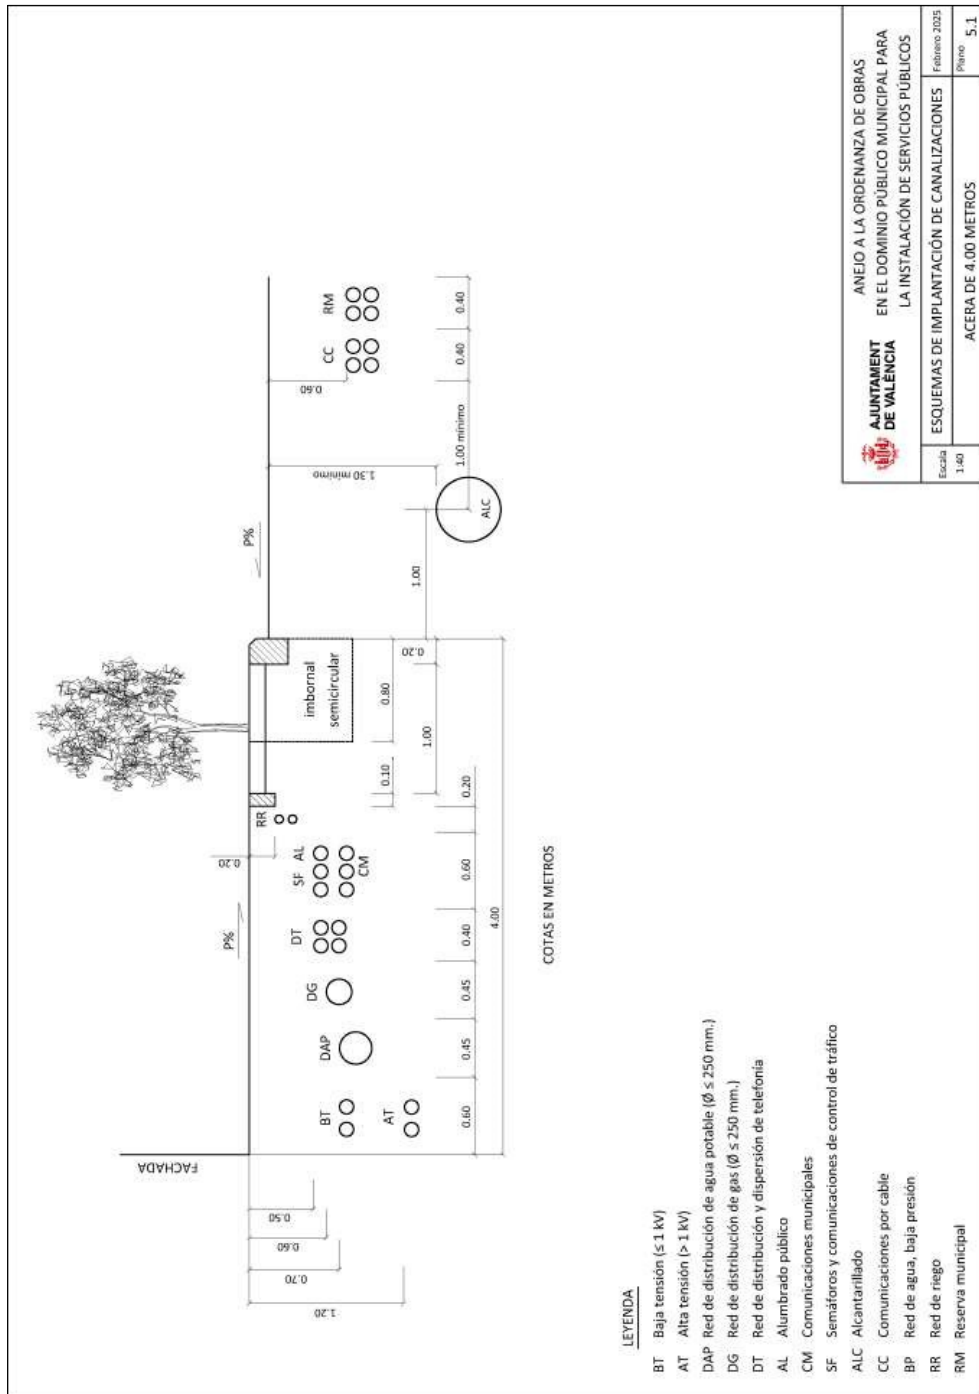 FACHADA
P%
P%
0.50
0.60
0.70
1.20
0.20
BT
AT
DAP
DG
DT
SF
AL
CM
RR
imbornal
semicircular
ALC
CC
RM
0.60
1.30 mínimo
1.00 mínimo
0.40
0.40
1.00
0.20
0.80
1.00
0.10
0.20
0.60
0.45
0.45
0.40
0.60
4.00
COTAS EN METROS
LEYENDA
BT Baja tensión (≤ 1 kV)
AT Alta tensión (> 1 kV)
DAP Red de distribución de agua potable (Ø ≤ 250 mm.)
DG Red de distribución de gas (Ø ≤ 250 mm.)
DT Red de distribución y dispersión de telefonía
AL Alumbrado público
CM Comunicaciones municipales
SF Semáforos y comunicaciones de control de tráfico
ALC Alcantarillado
CC Comunicaciones por cable
BP Red de agua, baja presión
RR Red de riego
RM Reserva municipal
AJUNTAMENT
DE VALÈNCIA
ANEJO A LA ORDENANZA DE OBRAS
EN EL DOMINIO PÚBLICO MUNICIPAL PARA
LA INSTALACIÓN DE SERVICIOS PÚBLICOS
Escala
1:40
ESQUEMAS DE IMPLANTACIÓN DE CANALIZACIONES
Febrero 2025
ACERA DE 4.00 METROS
Plano 5.1